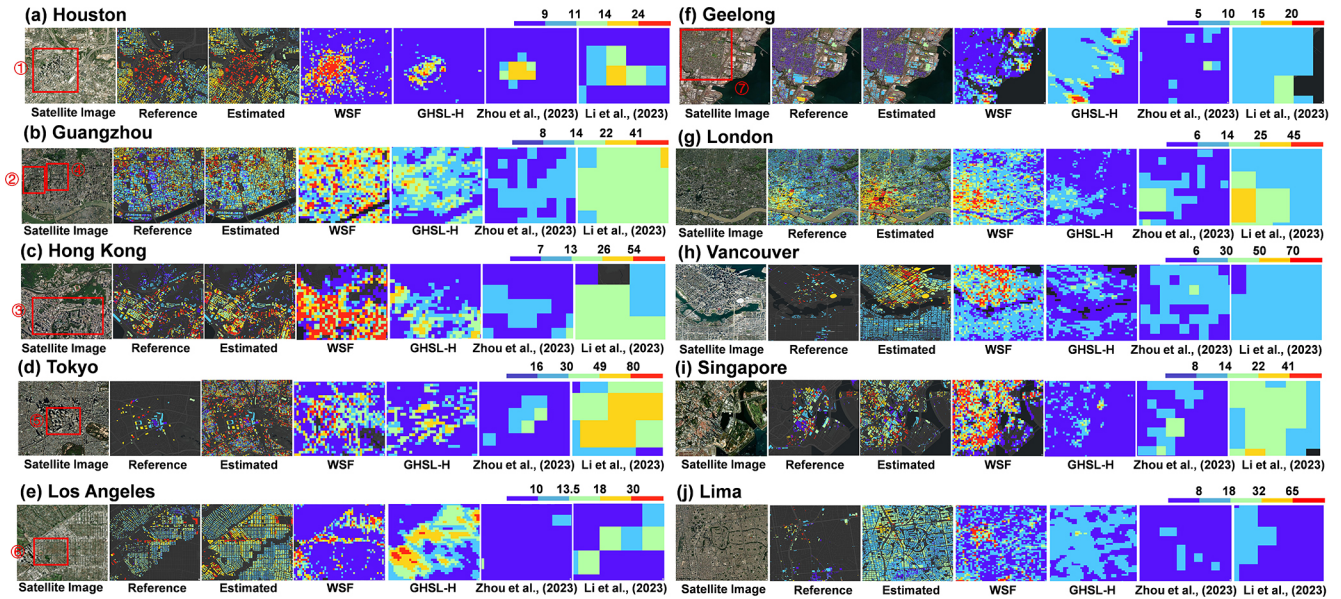 (a) Houston
9 11 14 24
①
Satellite Image Reference Estimated WSF GHSL-H Zhou et al., (2023) Li et al., (2023)
(b) Guangzhou
8 14 22 41
②
Satellite Image Reference Estimated WSF GHSL-H Zhou et al., (2023) Li et al., (2023)
(c) Hong Kong
7 13 26 54
③
Satellite Image Reference Estimated WSF GHSL-H Zhou et al., (2023) Li et al., (2023)
(d) Tokyo
16 30 49 80
Satellite Image Reference Estimated WSF GHSL-H Zhou et al., (2023) Li et al., (2023)
(e) Los Angeles
10 13.5 18 30
⑥
Satellite Image Reference Estimated WSF GHSL-H Zhou et al., (2023) Li et al., (2023)
(f) Geelong
5 10 15 20
⑦
Satellite Image Reference Estimated WSF GHSL-H Zhou et al., (2023) Li et al., (2023)
(g) London
6 14 25 45
Satellite Image Reference Estimated WSF GHSL-H Zhou et al., (2023) Li et al., (2023)
(h) Vancouver
6 30 50 70
Satellite Image Reference Estimated WSF GHSL-H Zhou et al., (2023) Li et al., (2023)
(i) Singapore
8 14 22 41
Satellite Image Reference Estimated WSF GHSL-H Zhou et al., (2023) Li et al., (2023)
(j) Lima
8 18 32 65
Satellite Image Reference Estimated WSF GHSL-H Zhou et al., (2023) Li et al., (2023)